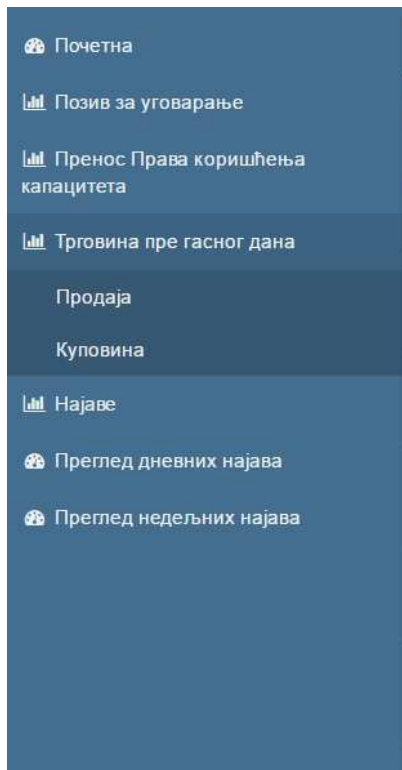 Почетна
Позив за уговарање
Пренос Права коришћења
капацитета
Трговина пре гасног дана
Продаја
Куповина
Најаве
Преглед дневних најава
Преглед недељних најава